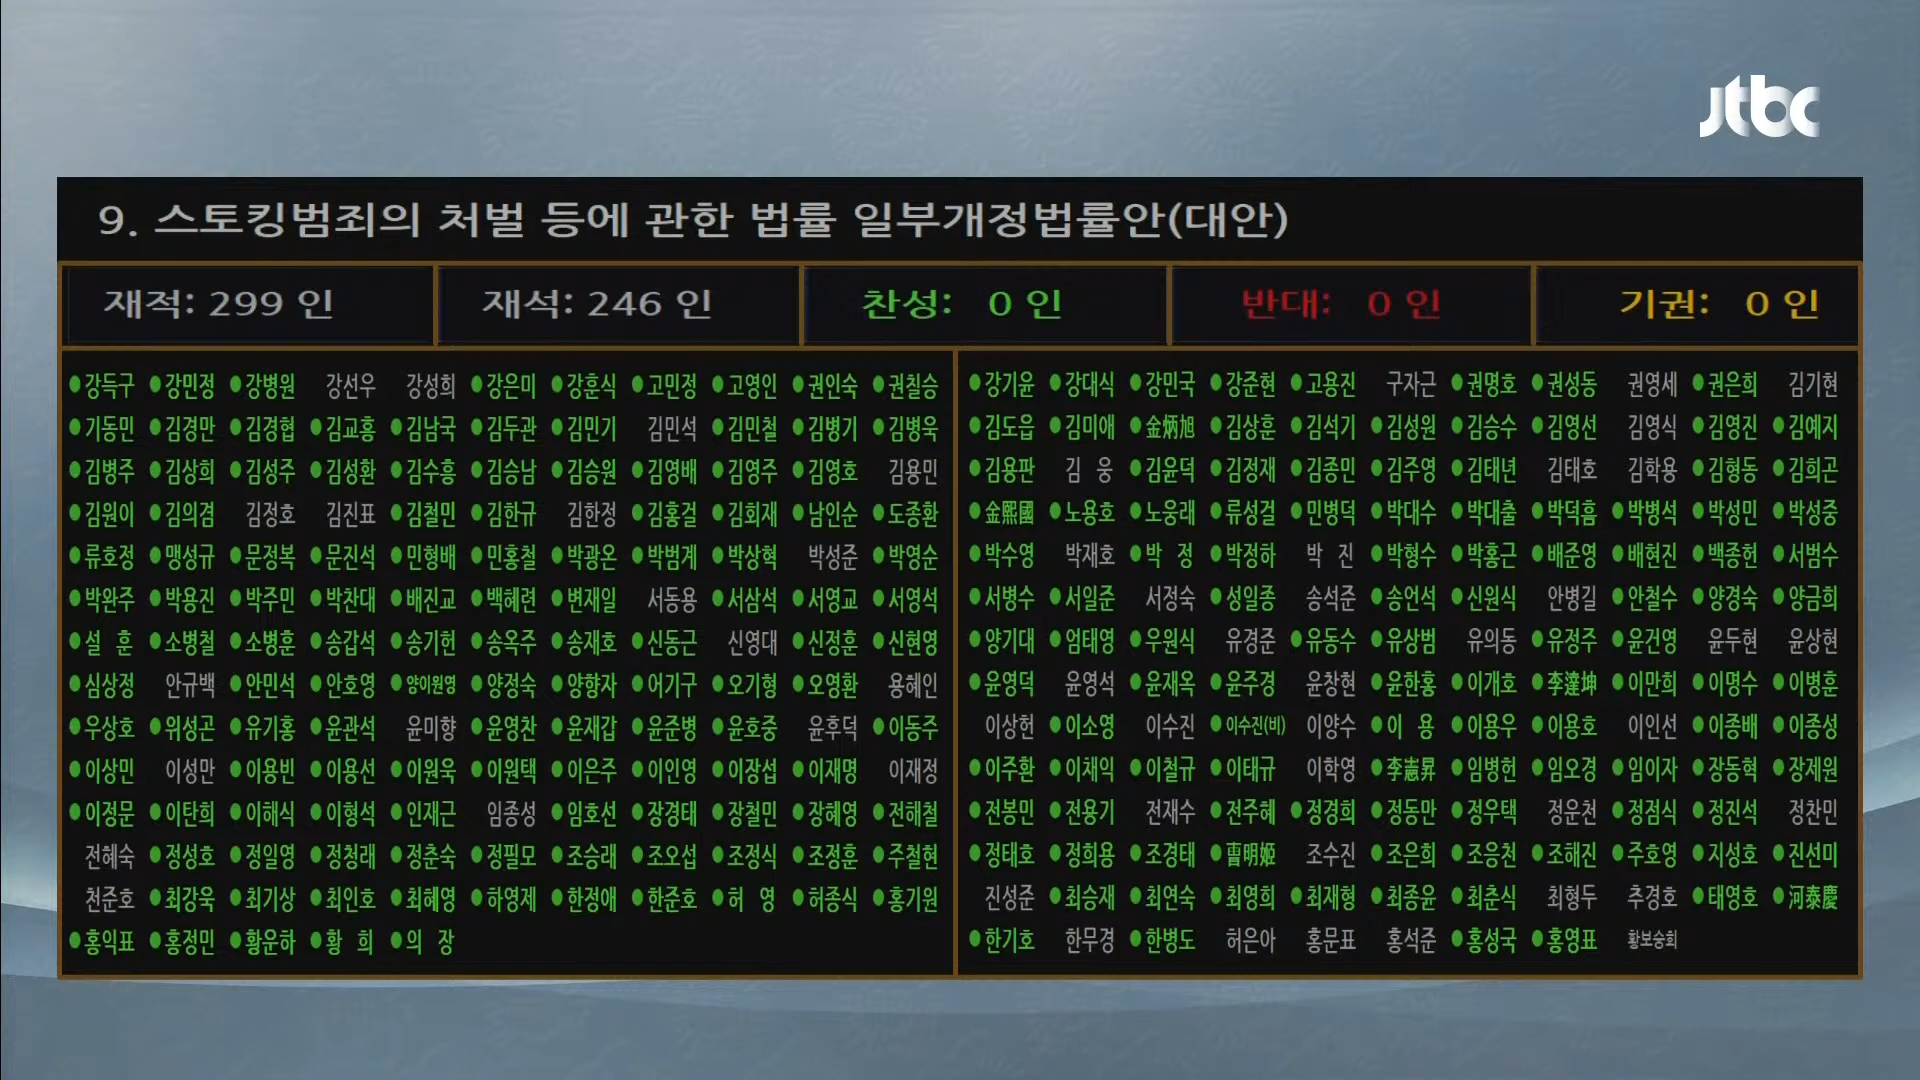 jtbc
9. 스토킹범죄의 처벌 등에 관한 법률 일부개정법률안(대안)
재적: 299 인 재석: 246 인 찬성: 0 인 반대: 0 인 기권: 0 인
강득구 강민정 강병원 강선우 강성희 강은미 강훈식 고민정 고영인 권인숙 권칠승
기동민 김경만 김경협 김교흥 김남국 김두관 김민기 김민석 김민철 김병기 김병욱
김병주 김상희 김성주 김성환 김수흥 김승남 김승원 김영배 김영주 김영호 김용민
김원이 김의겸 김정호 김진표 김철민 김한규 김한정 김홍걸 김회재 남인순 도종환
류호정 맹성규 문정복 문진석 민형배 민홍철 박광온 박범계 박상혁 박성준 박영순
박완주 박용진 박주민 박찬대 배진교 백혜련 변재일 서동용 서삼석 서영교 서영석
설 훈 소병철 소병훈 송갑석 송기헌 송옥주 송재호 신동근 신영대 신정훈 신현영
심상정 안규백 안민석 안호영 양이원영 양정숙 양향자 어기구 오기형 오영환 용혜인
우상호 위성곤 유기홍 윤관석 윤미향 윤영찬 윤재갑 윤준병 윤호중 윤후덕 이동주
이상민 이성만 이용빈 이용선 이원욱 이원택 이은주 이인영 이장섭 이재명 이재정
이정문 이탄희 이해식 이형석 인재근 임종성 임호선 장경태 장철민 장혜영 전해철
전혜숙 정성호 정일영 정청래 정춘숙 정필모 조승래 조오섭 조정식 조정훈 주철현
천준호 최강욱 최기상 최인호 최혜영 하영제 한정애 한준호 허 영 허종식 홍기원
홍익표 홍정민 황운하 황 희 의 장
강기윤 강대식 강민국 강준현 고용진 구자근 권명호 권성동 권영세 권은희 김기현
김도읍 김미애 金炳旭 김상훈 김석기 김성원 김승수 김영선 김영식 김영진 김예지
김용판 김 웅 김윤덕 김정재 김종민 김주영 김태년 김태호 김학용 김형동 김희곤
金熙國 노용호 노웅래 류성걸 민병덕 박대수 박대출 박덕흠 박병석 박성민 박성중
박수영 박재호 박 정 박정하 박 진 박형수 박홍근 배준영 배현진 백종헌 서범수
서병수 서일준 서정숙 성일종 송석준 송언석 신원식 안병길 안철수 양경숙 양금희
양기대 엄태영 우원식 유경준 유동수 유상범 유의동 유정주 윤건영 윤두현 윤상현
윤영덕 윤영석 윤재옥 윤주경 윤창현 윤한홍 이개호 李達坤 이만희 이명수 이병훈
이상헌 이소영 이수진 이수진(비) 이양수 이 용 이용우 이용호 이인선 이종배 이종성
이주환 이채익 이철규 이태규 이학영 李憲昇 임병헌 임오경 임이자 장동혁 장제원
전봉민 전용기 전재수 전주혜 정경희 정동만 정우택 정운천 정점식 정진석 정찬민
정태호 정희용 조경태 曺明姬 조수진 조은희 조응천 조해진 주호영 지성호 진선미
진성준 최승재 최연숙 최영희 최재형 최종윤 최춘식 최형두 추경호 태영호 河泰慶
한기호 한무경 한병도 허은아 홍문표 홍석준 홍성국 홍영표 황보승희